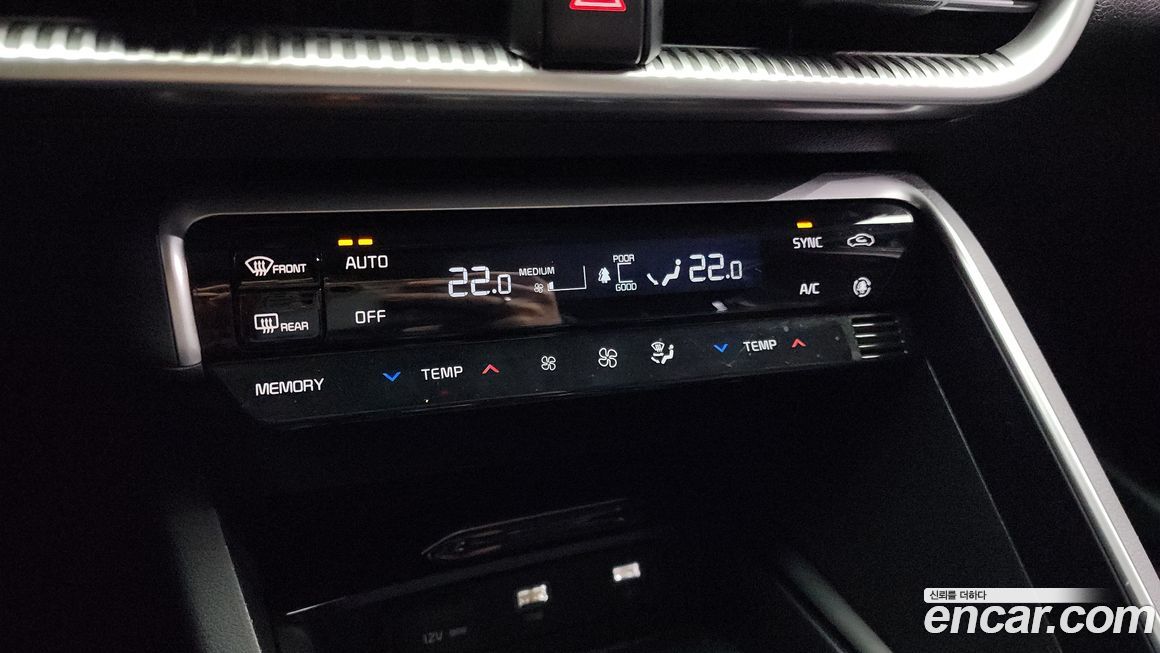 FRONT
AUTO
22.0
MEDIUM
POOR
GOOD
22.0
SYNC
REAR
OFF
A/C
MEMORY
TEMP
TEMP
12V
신뢰를 더하다
encar.com